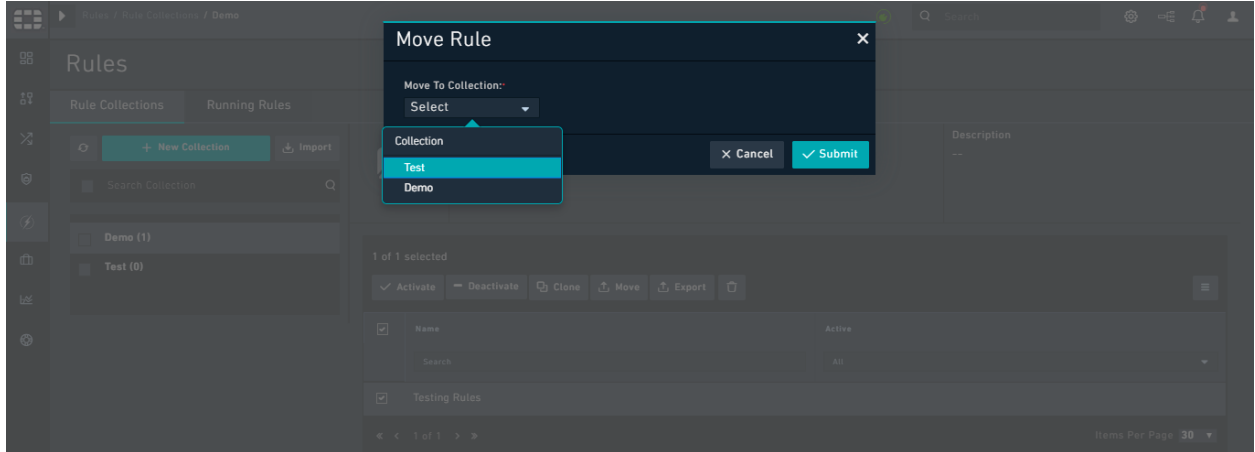 Rules / Rule Collections / Demo
Search
Move Rule
Rules
Move To Collection:*
Select
Rule Collections
Running Rules
Collection
Test
Demo
Cancel
Submit
Description
--
+ New Collection
Import
Search Collection
Demo (1)
Test (0)
1 of 1 selected
Activate
Deactivate
Clone
Move
Export
Name
Active
Search
All
Testing Rules
1 of 1
Items Per Page 30